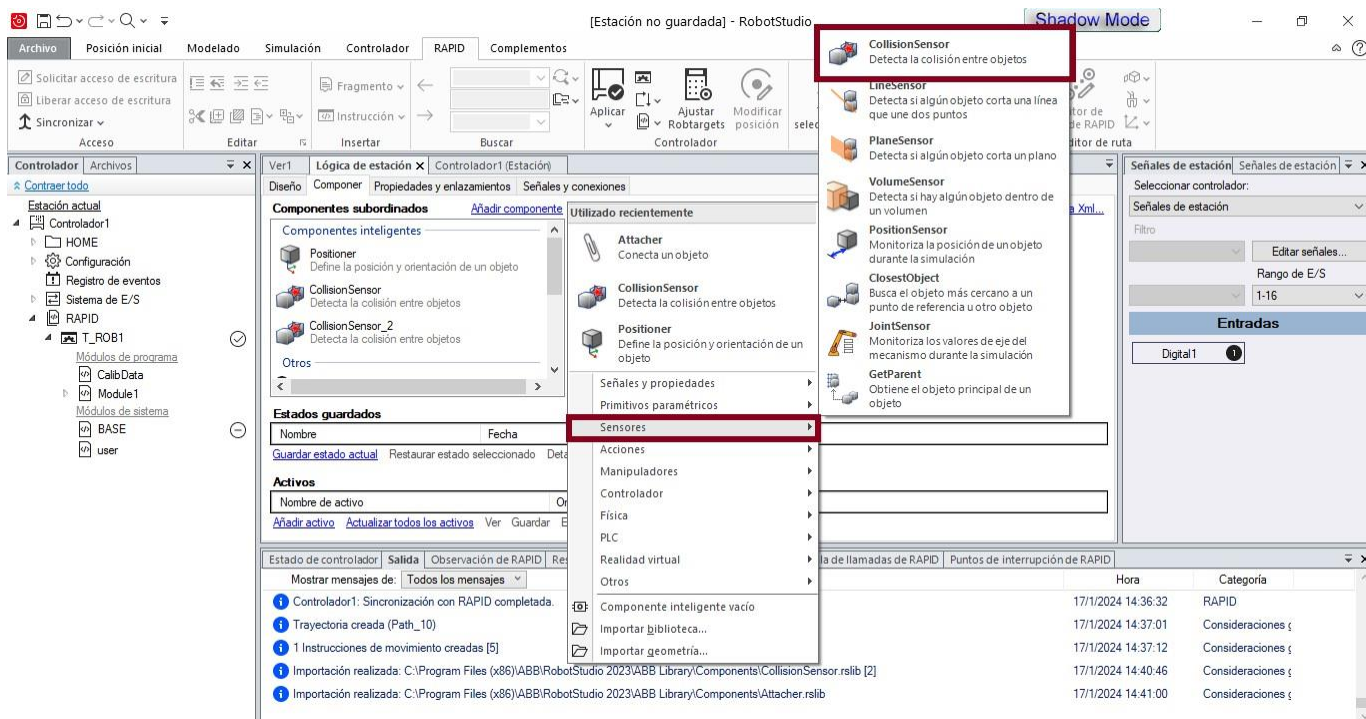 [Estación no guardada] - RobotStudio
Shadow Mode
Archivo
Posición inicial
Modelado
Simulación
Controlador
RAPID
Complementos
Solicitar acceso de escritura
Liberar acceso de escritura
Sincronizar
Acceso
Editar
Fragmento
Instrucción
Insertar
Buscar
Aplicar
Ajustar
Robtargets
Modificar
posición
Controlador
selec
tor de
de RAPID
ditor de ruta
CollisionSensor
Detecta la colisión entre objetos
LineSensor
Detecta si algún objeto corta una línea
que une dos puntos
PlaneSensor
Detecta si algún objeto corta un plano
VolumeSensor
Detecta si hay algún objeto dentro de
un volumen
PositionSensor
Monitoriza la posición de un objeto
durante la simulación
ClosestObject
Busca el objeto más cercano a un
punto de referencia u otro objeto
JointSensor
Monitoriza los valores de eje del
mecanismo durante la simulación
GetParent
Obtiene el objeto principal de un
objeto
Controlador
Archivos
Contraer todo
Estación actual
Controlador1
HOME
Configuración
Registro de eventos
Sistema de E/S
RAPID
T_ROB1
Módulos de programa
CalibData
Module1
Módulos de sistema
BASE
user
Ver1
Lógica de estación
Controlador1 (Estación)
Diseño
Componer
Propiedades y enlazamientos
Señales y conexiones
Componentes subordinados
Añadir componente
a Xml...
Componentes inteligentes
Positioner
Define la posición y orientación de un objeto
CollisionSensor
Detecta la colisión entre objetos
CollisionSensor_2
Detecta la colisión entre objetos
Otros
Estados guardados
Nombre
Fecha
Guardar estado actual
Restaurar estado seleccionado
Deta
Activos
Nombre de activo
Or
Añadir activo
Actualizar todos los activos
Ver
Guardar
E
Utilizado recientemente
Attacher
Conecta un objeto
CollisionSensor
Detecta la colisión entre objetos
Positioner
Define la posición y orientación de un
objeto
Señales y propiedades
Primitivos paramétricos
Sensores
Acciones
Manipuladores
Controlador
Física
PLC
Realidad virtual
Otros
Componente inteligente vacío
Importar biblioteca...
Importar geometría...
Señales de estación
Señales de estación
Seleccionar controlador:
Señales de estación
Filtro
Editar señales...
Rango de E/S
1-16
Entradas
Digital1
1
Estado de controlador
Salida
Observación de RAPID
Res
la de llamadas de RAPID
Puntos de interrupción de RAPID
Mostrar mensajes de:
Todos los mensajes
Hora
Categoría
Controlador1: Sincronización con RAPID completada.
17/1/2024 14:36:32
RAPID
Trayectoria creada (Path_10)
17/1/2024 14:37:01
Consideraciones g
1 Instrucciones de movimiento creadas [5]
17/1/2024 14:37:12
Consideraciones g
Importación realizada: C:\Program Files (x86)\ABB\RobotStudio 2023\ABB Library\Components\CollisionSensor.rslib [2]
17/1/2024 14:40:46
Consideraciones g
Importación realizada: C:\Program Files (x86)\ABB\RobotStudio 2023\ABB Library\Components\Attacher.rslib
17/1/2024 14:41:00
Consideraciones g